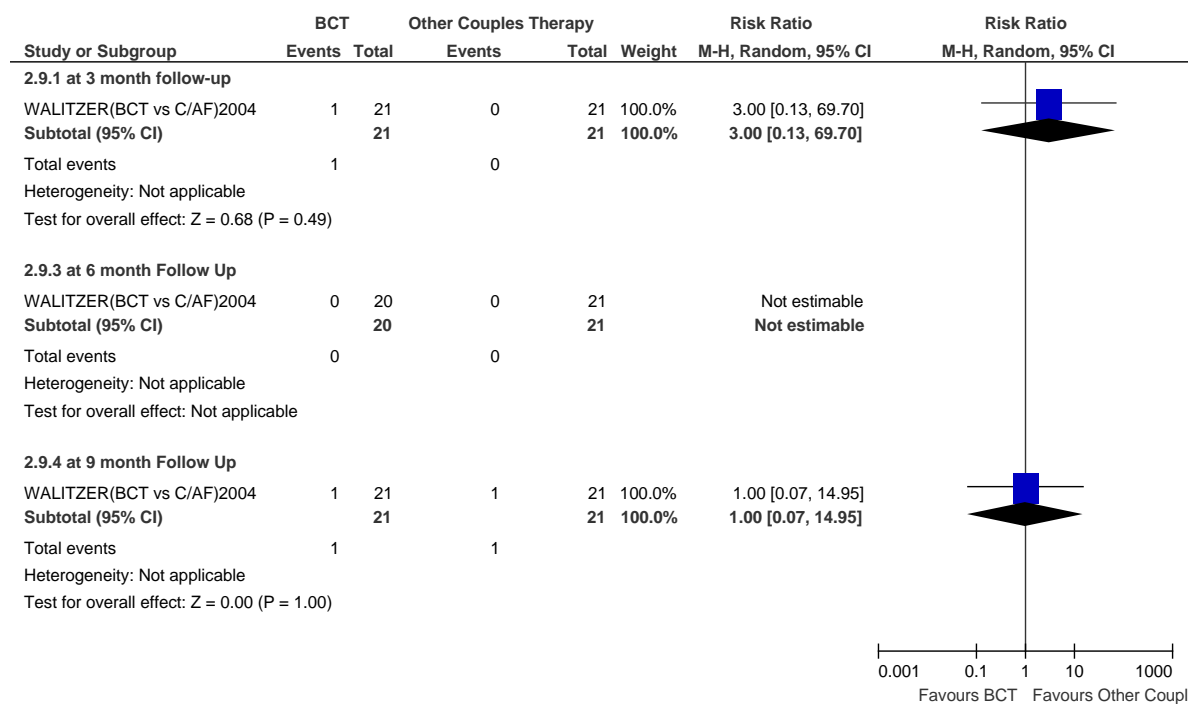 BCT Other Couples Therapy Risk Ratio Risk Ratio
Study or Subgroup Events Total Events Total Weight M-H, Random, 95% CI M-H, Random, 95% CI
2.9.1 at 3 month follow-up
WALITZER(BCT vs C/AF)2004 1 21 0 21 100.0% 3.00 [0.13, 69.70]
Subtotal (95% CI) 21 21 100.0% 3.00 [0.13, 69.70]
Total events 1 0
Heterogeneity: Not applicable
Test for overall effect: Z = 0.68 (P = 0.49)
2.9.3 at 6 month Follow Up
WALITZER(BCT vs C/AF)2004 0 20 0 21 Not estimable
Subtotal (95% CI) 20 21 Not estimable
Total events 0 0
Heterogeneity: Not applicable
Test for overall effect: Not applicable
2.9.4 at 9 month Follow Up
WALITZER(BCT vs C/AF)2004 1 21 1 21 100.0% 1.00 [0.07, 14.95]
Subtotal (95% CI) 21 21 100.0% 1.00 [0.07, 14.95]
Total events 1 1
Heterogeneity: Not applicable
Test for overall effect: Z = 0.00 (P = 1.00)
0.001 0.1 1 10 1000
Favours BCT Favours Other Coupl